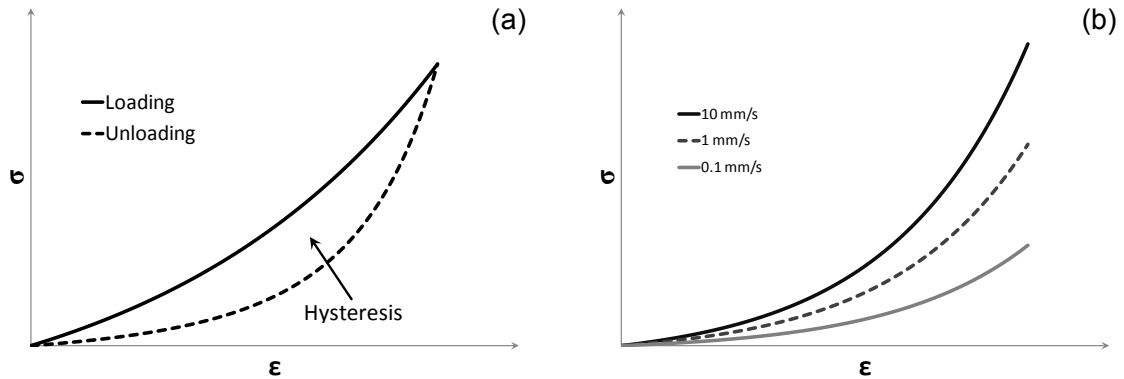 (a)
Loading
Unloading
σ
Hysteresis
ε
(b)
10 mm/s
1 mm/s
0.1 mm/s
σ
ε